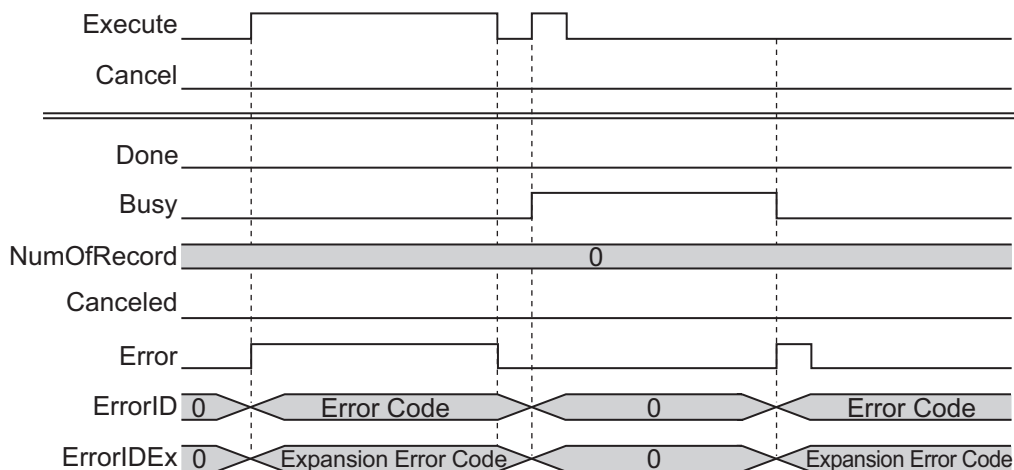 Execute
Cancel
Done
Busy
NumOfRecord 0
Canceled
Error
ErrorID 0 Error Code 0 Error Code
ErrorIDEx 0 Expansion Error Code 0 Expansion Error Code